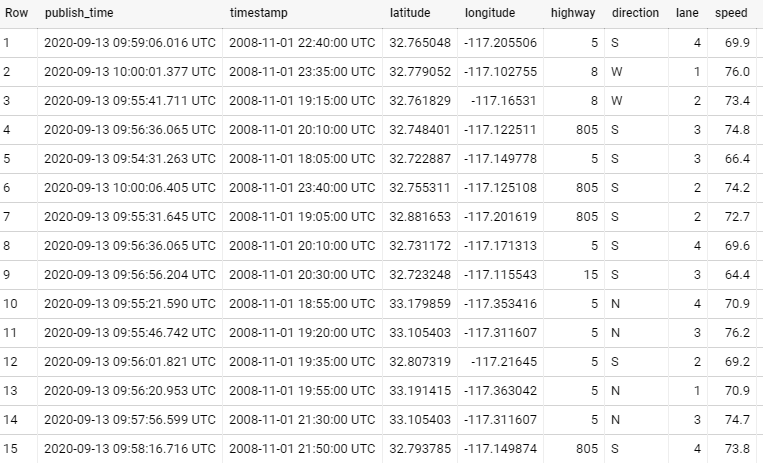 Row publish_time timestamp latitude longitude highway direction lane speed
1 2020-09-13 09:59:06.016 UTC 2008-11-01 22:40:00 UTC 32.765048 -117.205506 5 S 4 69.9
2 2020-09-13 10:00:01.377 UTC 2008-11-01 23:35:00 UTC 32.779052 -117.102755 8 W 1 76.0
3 2020-09-13 09:55:41.711 UTC 2008-11-01 19:15:00 UTC 32.761829 -117.16531 8 W 2 73.4
4 2020-09-13 09:56:36.065 UTC 2008-11-01 20:10:00 UTC 32.748401 -117.122511 805 S 3 74.8
5 2020-09-13 09:54:31.263 UTC 2008-11-01 18:05:00 UTC 32.722887 -117.149778 5 S 3 66.4
6 2020-09-13 10:00:06.405 UTC 2008-11-01 23:40:00 UTC 32.755311 -117.125108 805 S 2 74.2
7 2020-09-13 09:55:31.645 UTC 2008-11-01 19:05:00 UTC 32.881653 -117.201619 805 S 2 72.7
8 2020-09-13 09:56:36.065 UTC 2008-11-01 20:10:00 UTC 32.731172 -117.171313 5 S 4 69.6
9 2020-09-13 09:56:56.204 UTC 2008-11-01 20:30:00 UTC 32.723248 -117.115543 15 S 3 64.4
10 2020-09-13 09:55:21.590 UTC 2008-11-01 18:55:00 UTC 33.179859 -117.353416 5 N 4 70.9
11 2020-09-13 09:55:46.742 UTC 2008-11-01 19:20:00 UTC 33.105403 -117.311607 5 N 3 76.2
12 2020-09-13 09:56:01.821 UTC 2008-11-01 19:35:00 UTC 32.807319 -117.21645 5 S 2 69.2
13 2020-09-13 09:56:20.953 UTC 2008-11-01 19:55:00 UTC 33.191415 -117.363042 5 N 1 70.9
14 2020-09-13 09:57:56.599 UTC 2008-11-01 21:30:00 UTC 33.105403 -117.311607 5 N 3 74.7
15 2020-09-13 09:58:16.716 UTC 2008-11-01 21:50:00 UTC 32.793785 -117.149874 805 S 4 73.8